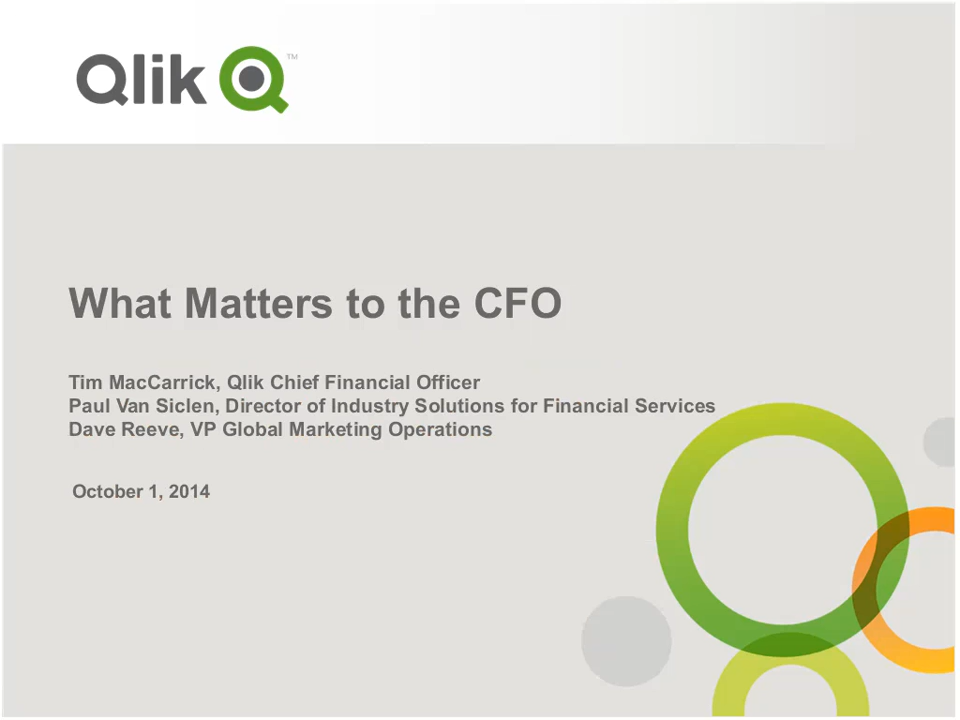 Qlik Q™
What Matters to the CFO
Tim MacCarrick, Qlik Chief Financial Officer
Paul Van Siclen, Director of Industry Solutions for Financial Services
Dave Reeve, VP Global Marketing Operations
October 1, 2014